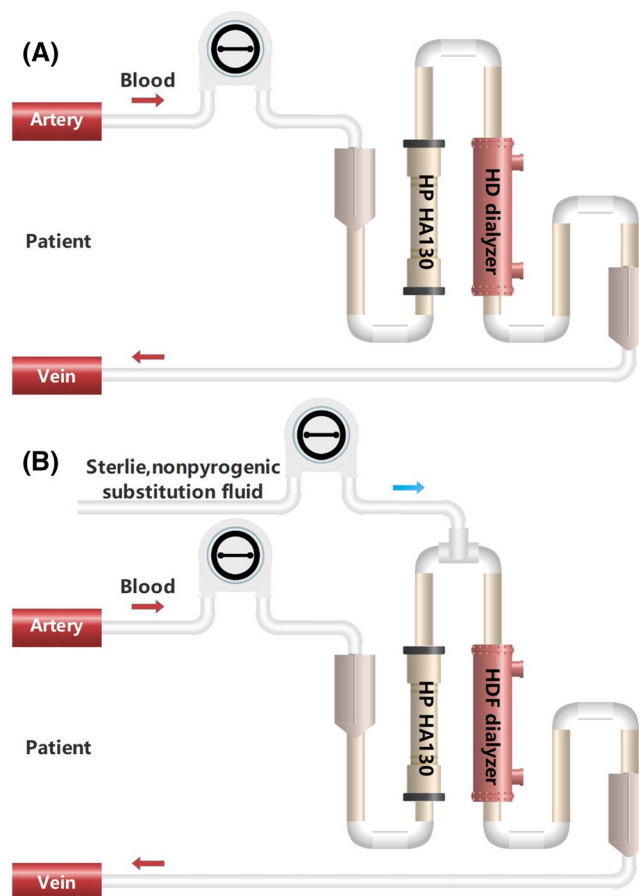 (A)
Blood
Artery
HP HA130
HD dialyzer
Patient
Vein
(B)
Sterlie,nonpyrogenic
substitution fluid
Blood
Artery
HP HA130
HDF dialyzer
Patient
Vein